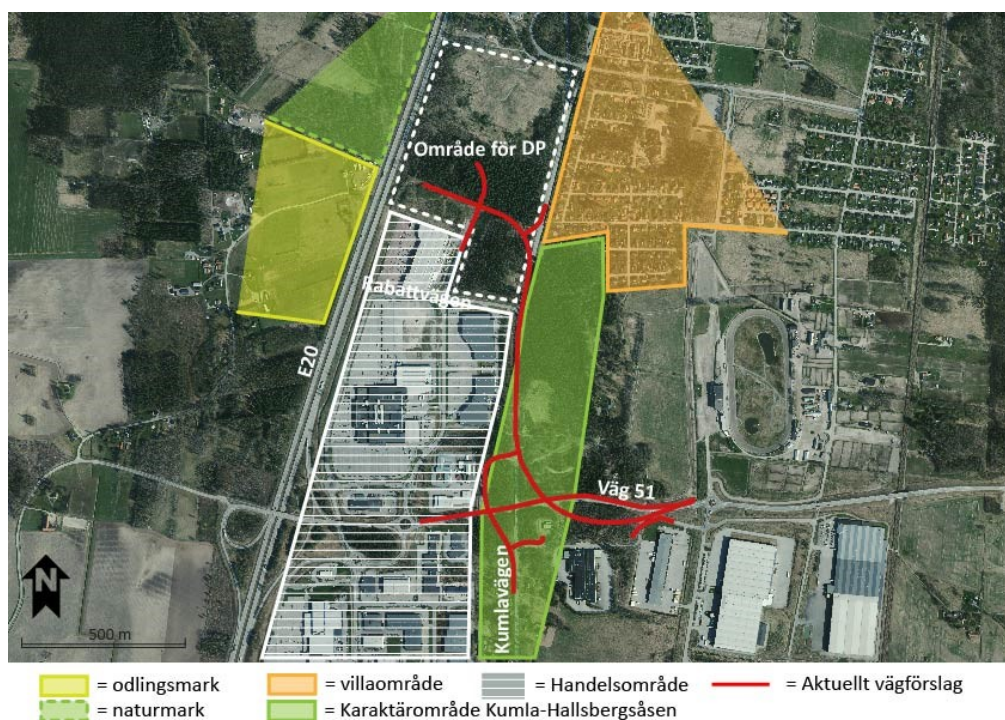 Område för DP
Rabattvägen
E20
Väg 51
Kumlavägen
N
500 m
= odlingsmark
= villaområde
= Handelsområde
= Aktuellt vägförslag
= naturmark
= Karaktärområde Kumla-Hallsbergsåsen